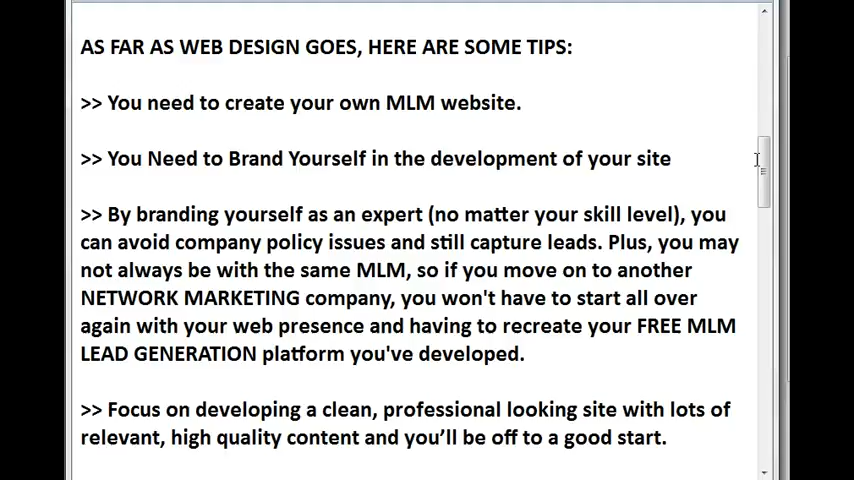 AS FAR AS WEB DESIGN GOES, HERE ARE SOME TIPS:
>> You need to create your own MLM website.
>> You Need to Brand Yourself in the development of your site
>> By branding yourself as an expert (no matter your skill level), you
can avoid company policy issues and still capture leads. Plus, you may
not always be with the same MLM, so if you move on to another
NETWORK MARKETING company, you won't have to start all over
again with your web presence and having to recreate your FREE MLM
LEAD GENERATION platform you've developed.
>> Focus on developing a clean, professional looking site with lots of
relevant, high quality content and you’ll be off to a good start.